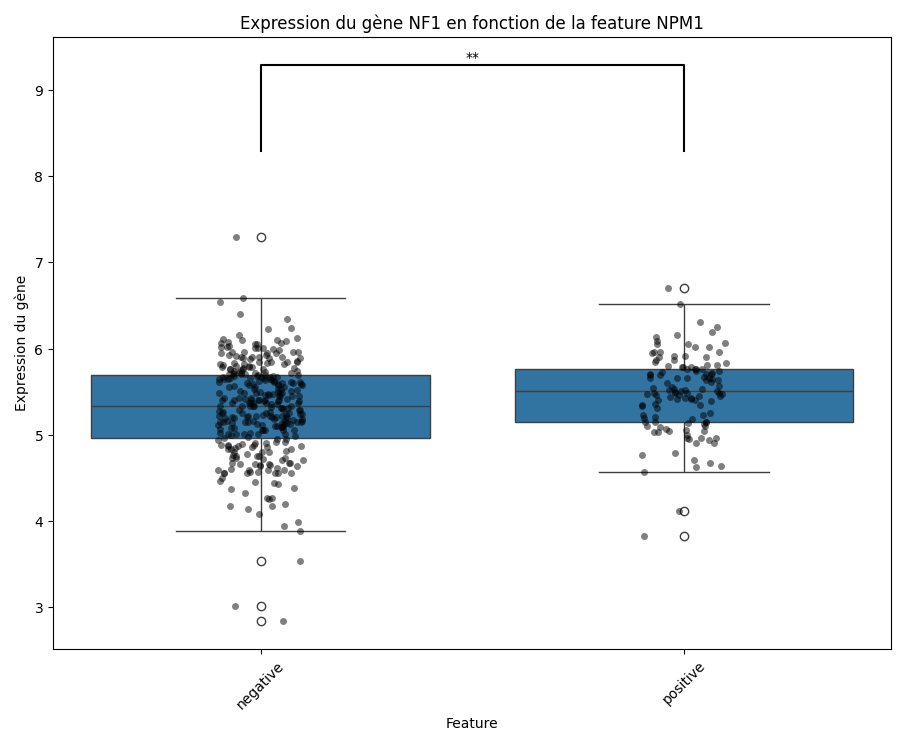 Expression du gène NF1 en fonction de la feature NPM1
**
9
8
7
6
5
4
3
Expression du gène
negative
positive
Feature